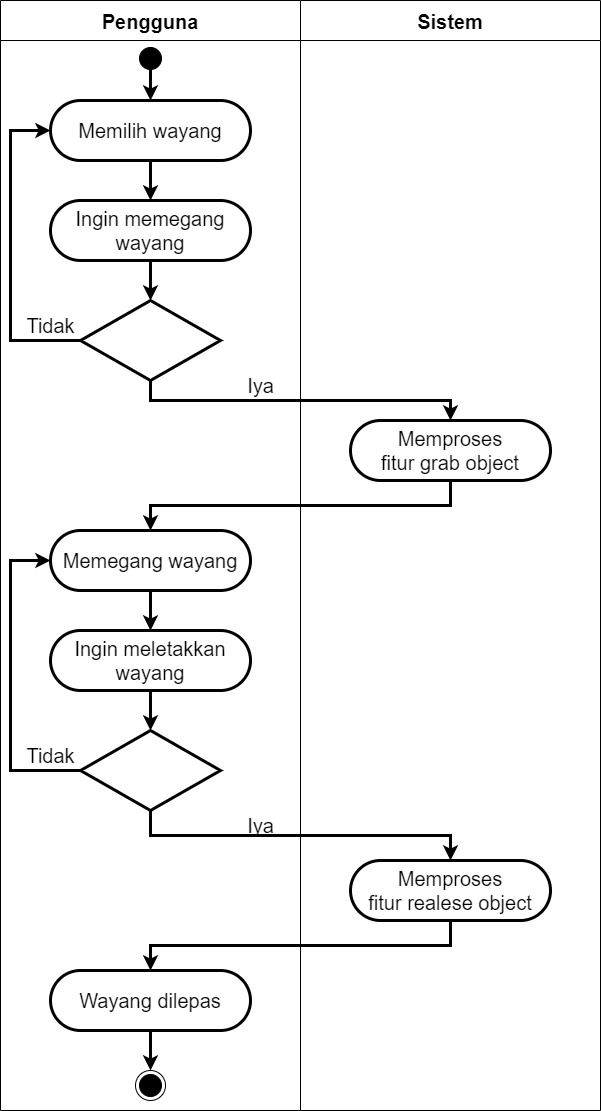 Pengguna
Sistem
Memilih wayang
Ingin memegang
wayang
Tidak
Iya
Memproses
fitur grab object
Memegang wayang
Ingin meletakkan
wayang
Tidak
Iya
Memproses
fitur realese object
Wayang dilepas